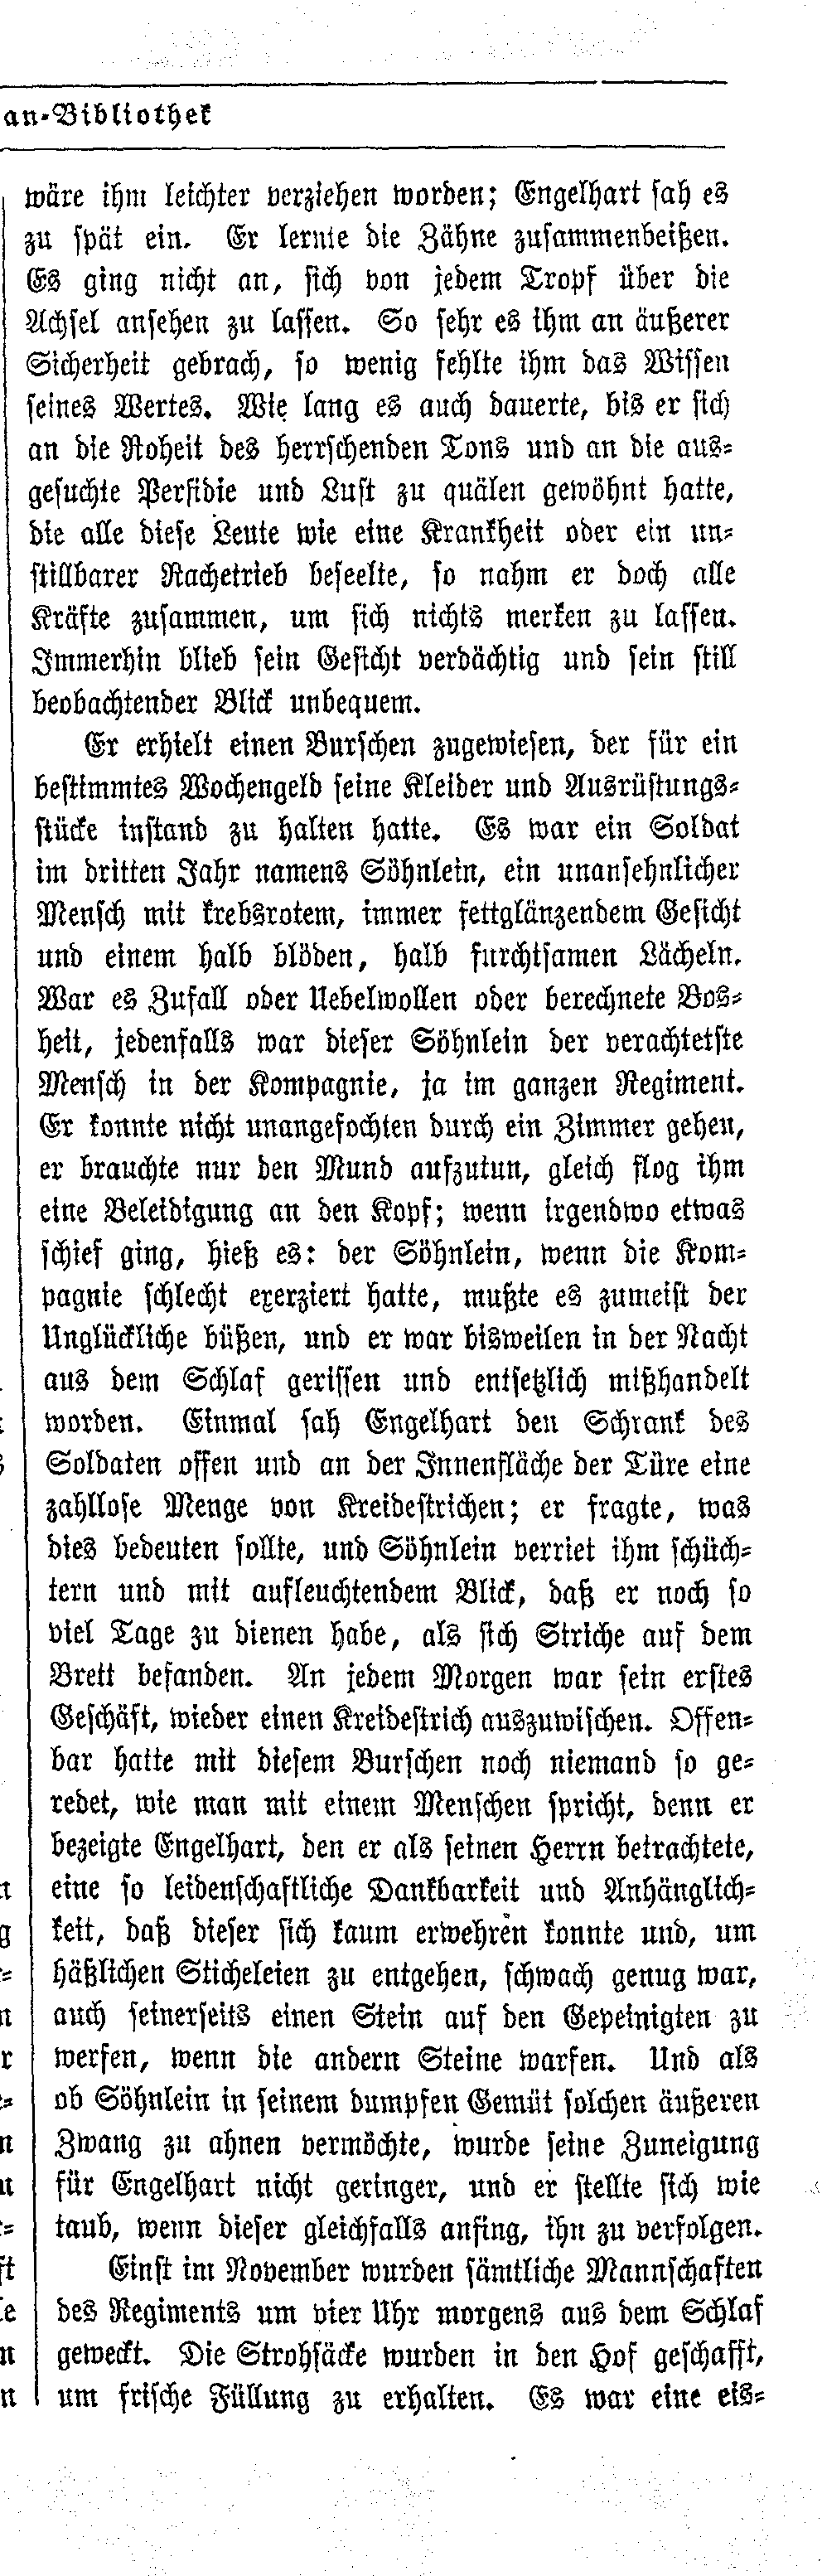 an-Bibliothek
wäre ihm leichter verziehen worden; Engelhart sah es
zu spät ein. Er lernte die Zähne zusammenbeißen.
Es ging nicht an, sich von jedem Tropf über die
Achsel ansehen zu lassen. So sehr es ihm an äußerer
Sicherheit gebrach, so wenig fehlte ihm das Wissen
seines Wertes. Wie lang es auch dauerte, bis er sich
an die Roheit des herrschenden Tons und an die aus-
gesuchte Perfidie und Lust zu quälen gewöhnt hatte,
die alle diese Leute wie eine Krankheit oder ein un-
stillbarer Rachetrieb beseelte, so nahm er doch alle
Kräfte zusammen, um sich nichts merken zu lassen.
Immerhin blieb sein Gesicht verdächtig und sein still
beobachtender Blick unbequem.
Er erhielt einen Burschen zugewiesen, der für ein
bestimmtes Wochengeld seine Kleider und Ausrüstungs-
stücke instand zu halten hatte. Es war ein Soldat
im dritten Jahr namens Söhnlein, ein unansehnlicher
Mensch mit krebsrotem, immer fettglänzendem Gesicht
und einem halb blöden, halb furchtsamen Lächeln.
War es Zufall oder Uebelwollen oder berechnete Bos-
heit, jedenfalls war dieser Söhnlein der verachtetste
Mensch in der Kompagnie, ja im ganzen Regiment.
Er konnte nicht unangefochten durch ein Zimmer gehen,
er brauchte nur den Mund aufzutun, gleich flog ihm
eine Beleidigung an den Kopf; wenn irgendwo etwas
schief ging, hieß es: der Söhnlein, wenn die Kom-
pagnie schlecht exerziert hatte, mußte es zumeist der
Unglückliche büßen, und er war bisweilen in der Nacht
aus dem Schlaf gerissen und entsetzlich mißhandelt
worden. Einmal sah Engelhart den Schrank des
Soldaten offen und an der Innenfläche der Türe eine
zahllose Menge von Kreidestrichen; er fragte, was
dies bedeuten sollte, und Söhnlein verriet ihm schüch-
tern und mit aufleuchtendem Blick, daß er noch so
viel Tage zu dienen habe, als sich Striche auf dem
Brett befanden. An jedem Morgen war sein erstes
Geschäft, wieder einen Kreidestrich auszuwischen. Offen-
bar hatte mit diesem Burschen noch niemand so ge-
redet, wie man mit einem Menschen spricht, denn er
bezeigte Engelhart, den er als seinen Herrn betrachtete,
eine so leidenschaftliche Dankbarkeit und Anhänglich-
keit, daß dieser sich kaum erwehren konnte und, um
häßlichen Sticheleien zu entgehen, schwach genug war,
auch seinerseits einen Stein auf den Gepeinigten zu
werfen, wenn die andern Steine warfen. Und als
ob Söhnlein in seinem dumpfen Gemüt solchen äußeren
Zwang zu ahnen vermöchte, wurde seine Zuneigung
für Engelhart nicht geringer, und er stellte sich wie
taub, wenn dieser gleichfalls anfing, ihn zu verfolgen.
Einst im November wurden sämtliche Mannschaften
des Regiments um vier Uhr morgens aus dem Schlaf
geweckt. Die Strohsäcke wurden in den Hof geschafft,
um frische Füllung zu erhalten. Es war eine eis-